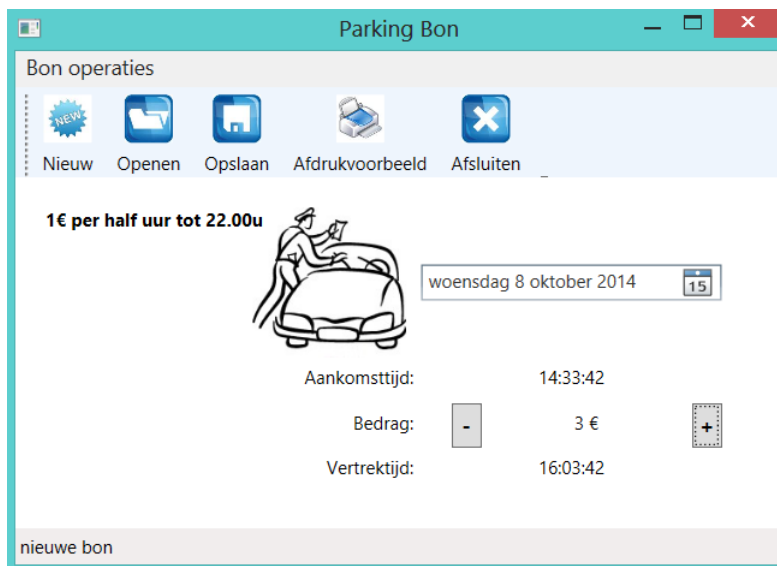 Parking Bon
Bon operaties
NEW
Nieuw Openen Opslaan Afdrukvoorbeeld Afsluiten
1€ per half uur tot 22.00u
woensdag 8 oktober 2014 15
Aankomsttijd: 14:33:42
Bedrag: - 3 € +
Vertrektijd: 16:03:42
nieuwe bon